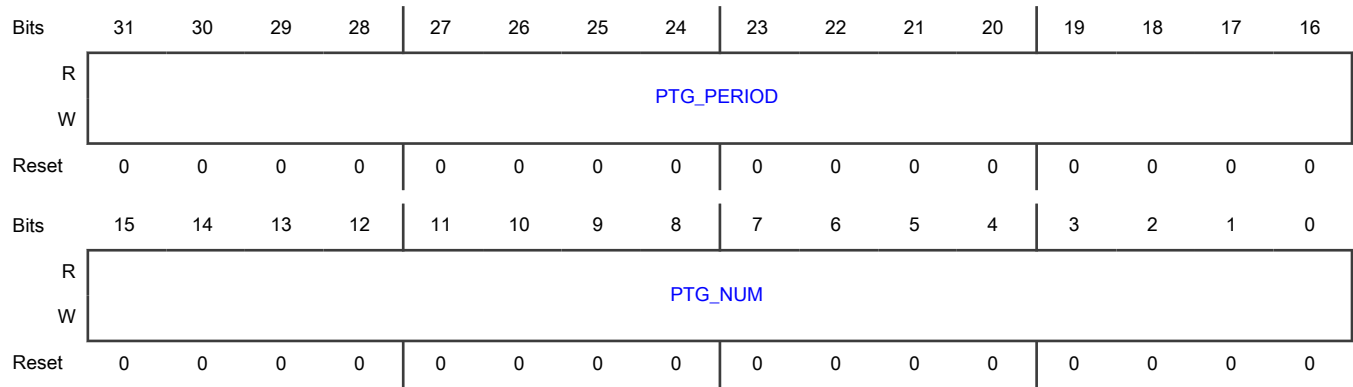 Bits 31 30 29 28 27 26 25 24 23 22 21 20 19 18 17 16
R
PTG_PERIOD
W
Reset 0 0 0 0 0 0 0 0 0 0 0 0 0 0 0 0
Bits 15 14 13 12 11 10 9 8 7 6 5 4 3 2 1 0
R
PTG_NUM
W
Reset 0 0 0 0 0 0 0 0 0 0 0 0 0 0 0 0